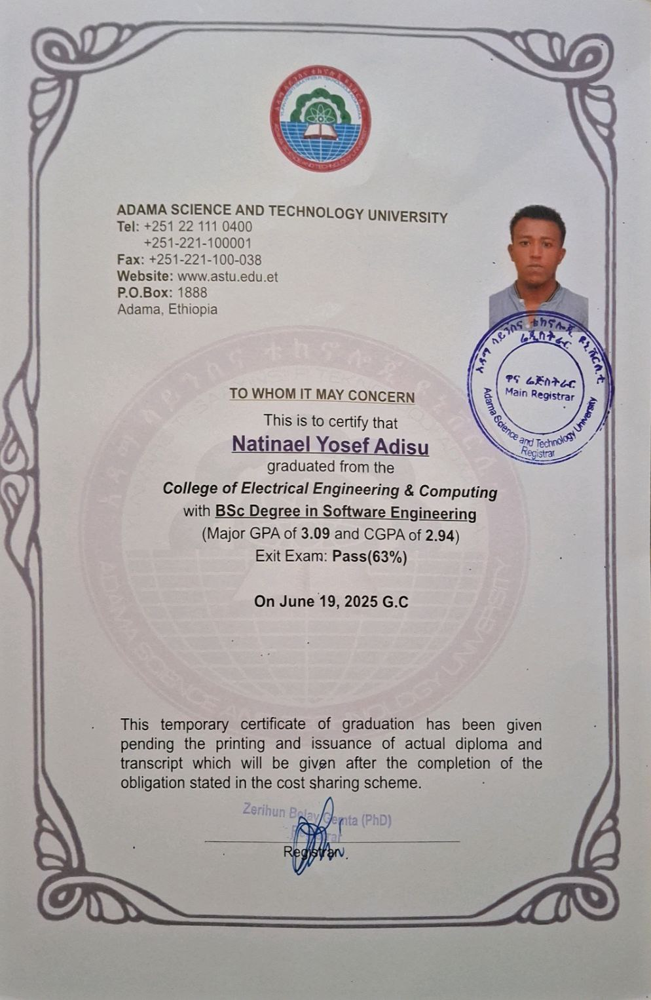 ADAMA SCIENCE AND TECHNOLOGY UNIVERSITY
Tel: +251 22 111 0400
+251-221-100001
Fax: +251-221-100-038
Website: www.astu.edu.et
P.O.Box: 1888
Adama, Ethiopia
አዳማ ሳይንስና ቴክኖሎጂ ዩኒቨርሲቲ
ሬጂስትራር
ዋና ሬጅስትራር
Main Registrar
Adama Science and Technology University
Registrar
TO WHOM IT MAY CONCERN
This is to certify that
Natinael Yosef Adisu
graduated from the
College of Electrical Engineering & Computing
with BSc Degree in Software Engineering
(Major GPA of 3.09 and CGPA of 2.94)
Exit Exam: Pass(63%)
On June 19, 2025 G.C
ADAMA SCIENCE AND TECHNOLOGY UNIVERSITY
This temporary certificate of graduation has been given
pending the printing and issuance of actual diploma and
transcript which will be given after the completion of the
obligation stated in the cost sharing scheme.
Zerihun Belay Gemta (PhD)
Registrar
Registrar